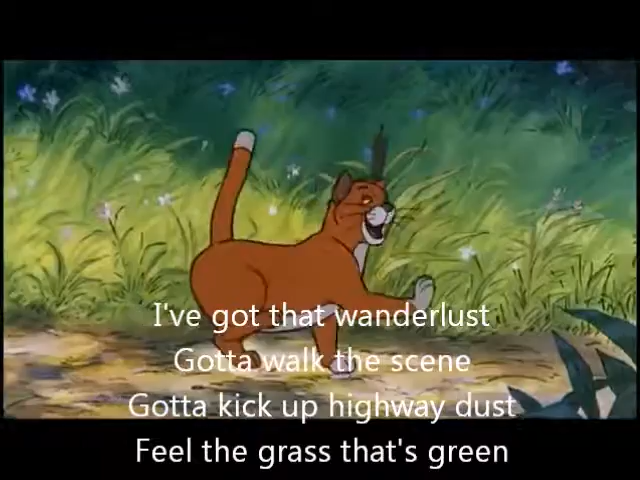 I've got that wanderlust
Gotta walk the scene
Gotta kick up highway dust
Feel the grass that's green